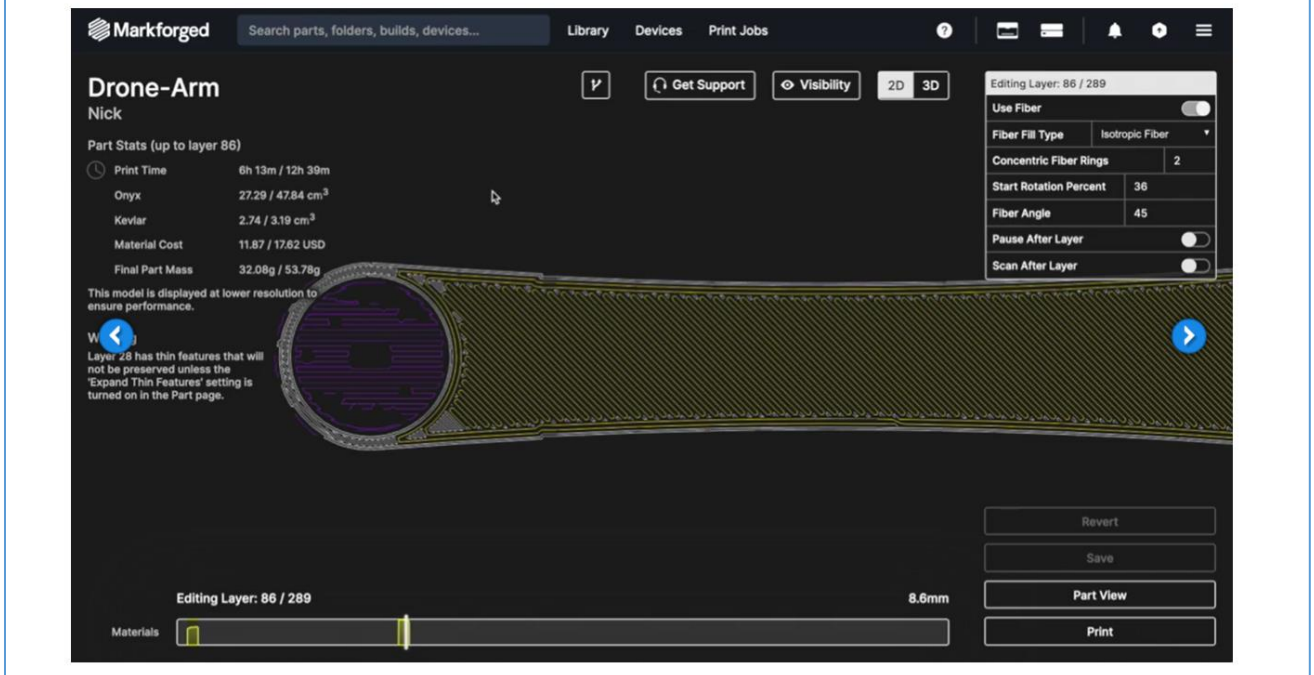 Markforged
Search parts, folders, builds, devices...
Library
Devices
Print Jobs
Drone-Arm
Nick
Get Support
Visibility
2D
3D
Part Stats (up to layer 86)
Print Time 6h 13m / 12h 39m
Onyx 27.29 / 47.84 cm³
Kevlar 2.74 / 3.19 cm³
Material Cost 11.87 / 17.62 USD
Final Part Mass 32.08g / 53.78g
This model is displayed at lower resolution to
ensure performance.
Layer 28 has thin features that will
not be preserved unless the
'Expand Thin Features' setting is
turned on in the Part page.
Editing Layer: 86 / 289
Use Fiber
Fiber Fill Type Isotropic Fiber
Concentric Fiber Rings 2
Start Rotation Percent 36
Fiber Angle 45
Pause After Layer
Scan After Layer
Revert
Save
Part View
Print
Editing Layer: 86 / 289
8.6mm
Materials